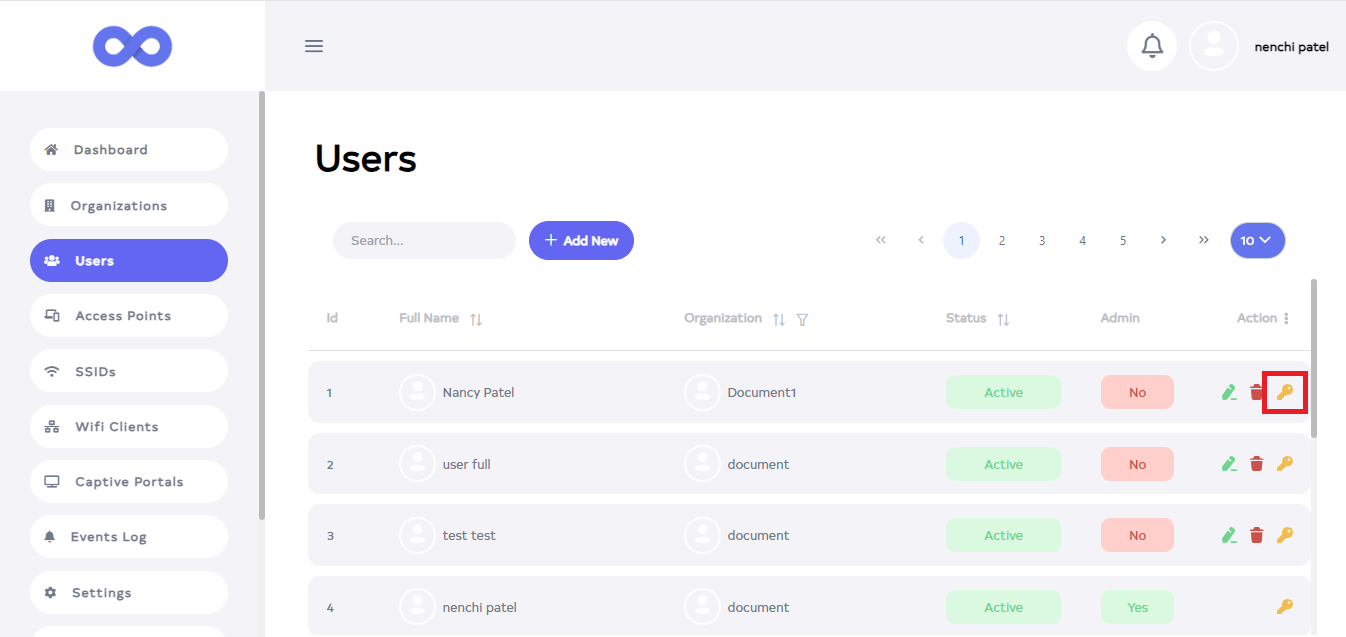 nenchi patel
Dashboard
Organizations
Users
Access Points
SSIDs
Wifi Clients
Captive Portals
Events Log
Settings
Users
Search...
+ Add New
<< < 1 2 3 4 5 > >> 10
Id Full Name Organization Status Admin Action
1 Nancy Patel Document1 Active No
2 user full document Active No
3 test test document Active No
4 nenchi patel document Active Yes